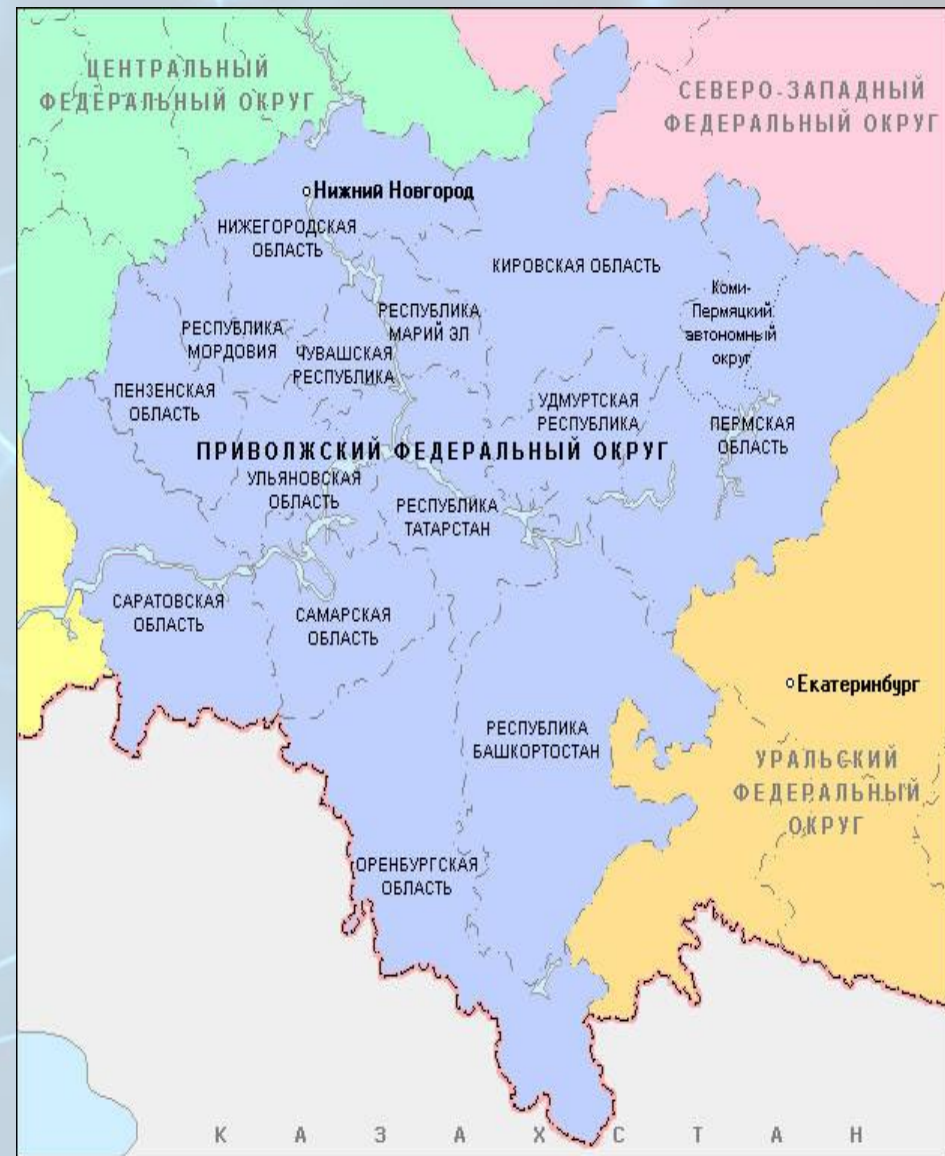 ЦЕНТРАЛЬНЫЙ
ФЕДЕРАЛЬНЫЙ ОКРУГ
СЕВЕРО-ЗАПАДНЫЙ
ФЕДЕРАЛЬНЫЙ ОКРУГ
Нижний Новгород
НИЖЕГОРОДСКАЯ
ОБЛАСТЬ
КИРОВСКАЯ ОБЛАСТЬ
Коми-
Пермяцкий
автономный
округ
РЕСПУБЛИКА
МАРИЙ ЭЛ
РЕСПУБЛИКА
МОРДОВИЯ
ЧУВАШСКАЯ
РЕСПУБЛИКА
ПЕНЗЕНСКАЯ
ОБЛАСТЬ
УДМУРТСКАЯ
РЕСПУБЛИКА
ПЕРМСКАЯ
ОБЛАСТЬ
ПРИВОЛЖСКИЙ ФЕДЕРАЛЬНЫЙ ОКРУГ
УЛЬЯНОВСКАЯ
ОБЛАСТЬ
РЕСПУБЛИКА
ТАТАРСТАН
САРАТОВСКАЯ
ОБЛАСТЬ
САМАРСКАЯ
ОБЛАСТЬ
Екатеринбург
РЕСПУБЛИКА
БАШКОРТОСТАН
УРАЛЬСКИЙ
ФЕДЕРАЛЬНЫЙ
ОКРУГ
ОРЕНБУРГСКАЯ
ОБЛАСТЬ
КАЗАХСТАН